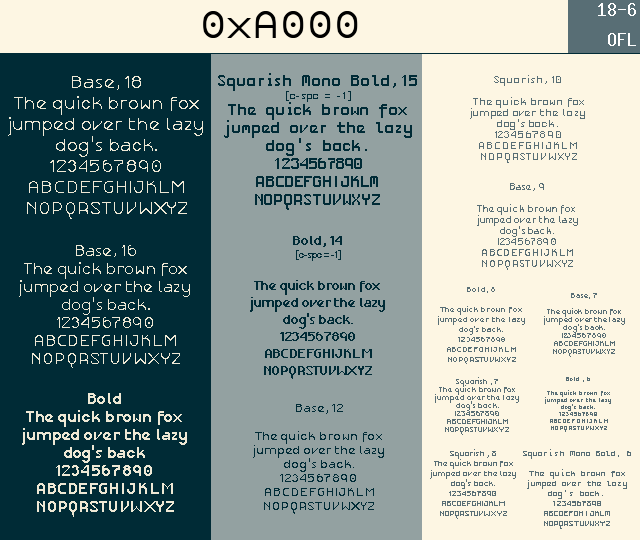 0xA000
18-6
OFL
Base, 18
The quick brown fox
jumped over the lazy
dog's back.
1234567890
ABCDEFGHIJKLM
NOPQRSTUVWXYZ
Base, 16
The quick brown fox
jumped over the lazy
dog's back.
1234567890
ABCDEFGHIJKLM
NOPQRSTUVWXYZ
Bold
The quick brown fox
jumped over the lazy
dog's back
1234567890
ABCDEFGHIJKLM
NOPQRSTUVWXYZ
Squarish Mono Bold, 15
[c-spc = -1]
The quick brown fox
jumped over the lazy
dog's back.
1234567890
ABCDEFGHIJKLM
NOPQRSTUVWXYZ
Bold, 14
[c-spc=-1]
The quick brown fox
jumped over the lazy
dog's back.
1234567890
ABCDEFGHIJKLM
NOPQRSTUVWXYZ
Base, 12
The quick brown fox
jumped over the lazy
dog's back.
1234567890
ABCDEFGHIJKLM
NOPQRSTUVWXYZ
Squarish, 10
The quick brown fox
jumped over the lazy
dog's back.
1234567890
ABCDEFGHIJKLM
NOPQRSTUVWXYZ
Base, 9
The quick brown fox
jumped over the lazy
dog's back.
1234567890
ABCDEFGHIJKLM
NOPQRSTUVWXYZ
Bold, 8
The quick brown fox
jumped over the lazy
dog's back.
1234567890
ABCDEFGHIJKLM
NOPQRSTUVWXYZ
Base, 7
The quick brown fox
jumped over the lazy
dog's back.
1234567890
ABCDEFGHIJKLM
NOPQRSTUVWXYZ
Squarish, 7
The quick brown fox
jumped over the lazy
dog's back.
1234567890
ABCDEFGHIJKLM
NOPQRSTUVWXYZ
Bold, 6
The quick brown fox
jumped over the lazy
dog's back.
1234567890
ABCDEFGHIJKLM
NOPQRSTUVWXYZ
Squarish, 8
The quick brown fox
jumped over the lazy
dog's back.
1234567890
ABCDEFGHIJKLM
NOPQRSTUVWXYZ
Squarish Mono Bold, 6
The quick brown fox
jumped over the lazy
dog's back.
1234567890
ABCDEFGHIJKLM
NOPQRSTUVWXYZ